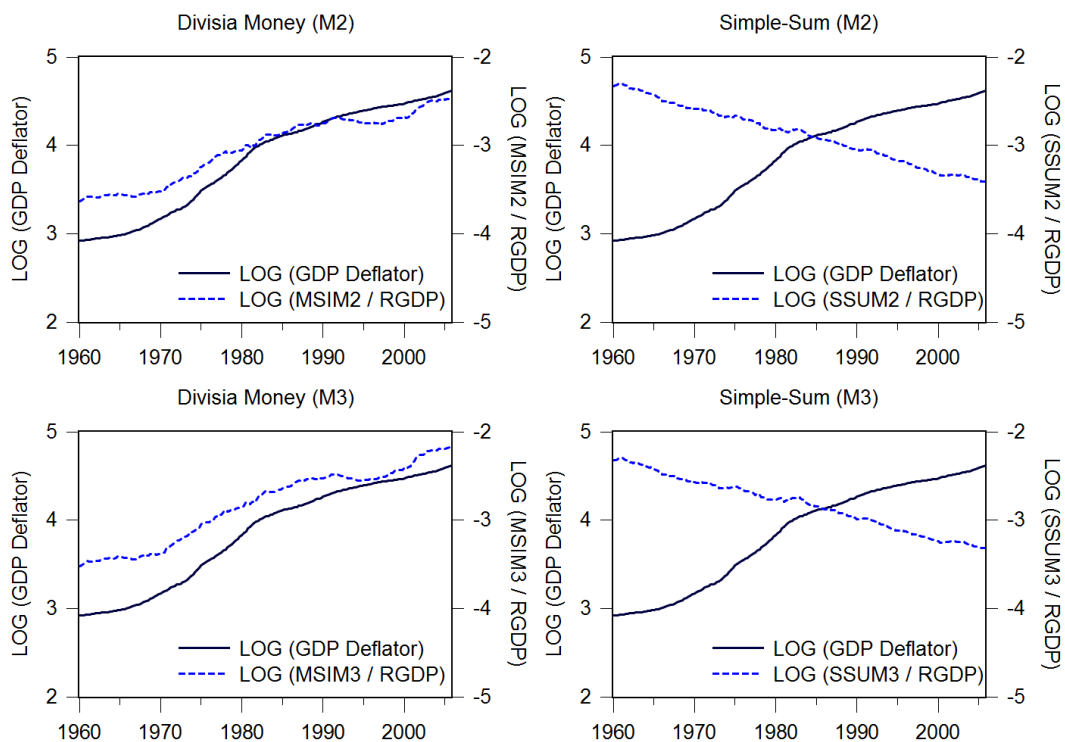 Divisia Money (M2)
LOG (GDP Deflator)
5
4
3
2
-2
-3
-4
-5
LOG (MSIM2 / RGDP)
LOG (GDP Deflator)
LOG (MSIM2 / RGDP)
1960 1970 1980 1990 2000
Simple-Sum (M2)
LOG (GDP Deflator)
5
4
3
2
-2
-3
-4
-5
LOG (SSUM2 / RGDP)
LOG (GDP Deflator)
LOG (SSUM2 / RGDP)
1960 1970 1980 1990 2000
Divisia Money (M3)
LOG (GDP Deflator)
5
4
3
2
-2
-3
-4
-5
LOG (MSIM3 / RGDP)
LOG (GDP Deflator)
LOG (MSIM3 / RGDP)
1960 1970 1980 1990 2000
Simple-Sum (M3)
LOG (GDP Deflator)
5
4
3
2
-2
-3
-4
-5
LOG (SSUM3 / RGDP)
LOG (GDP Deflator)
LOG (SSUM3 / RGDP)
1960 1970 1980 1990 2000